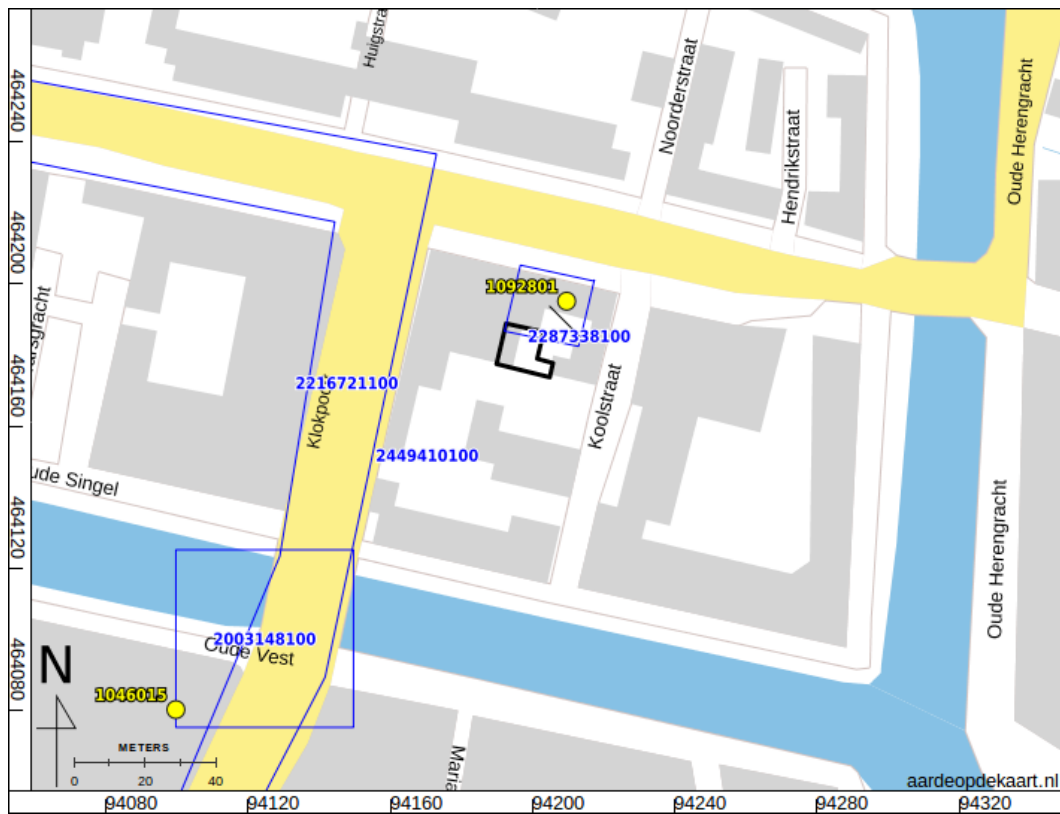 Huigstra
464240
Noorderstraat
Oude Herengracht
Hendrikstraat
464200
1092801
2287338100
464160
2216721100
Klokpoort
Koolstraat
2449410100
ude Singel
464120
Oude Herengracht
2003148100
Oude Vest
464080
N
1046015
METERS
0 20 40
Maria
aardeopdekaart.nl
94080 94120 94160 94200 94240 94280 94320